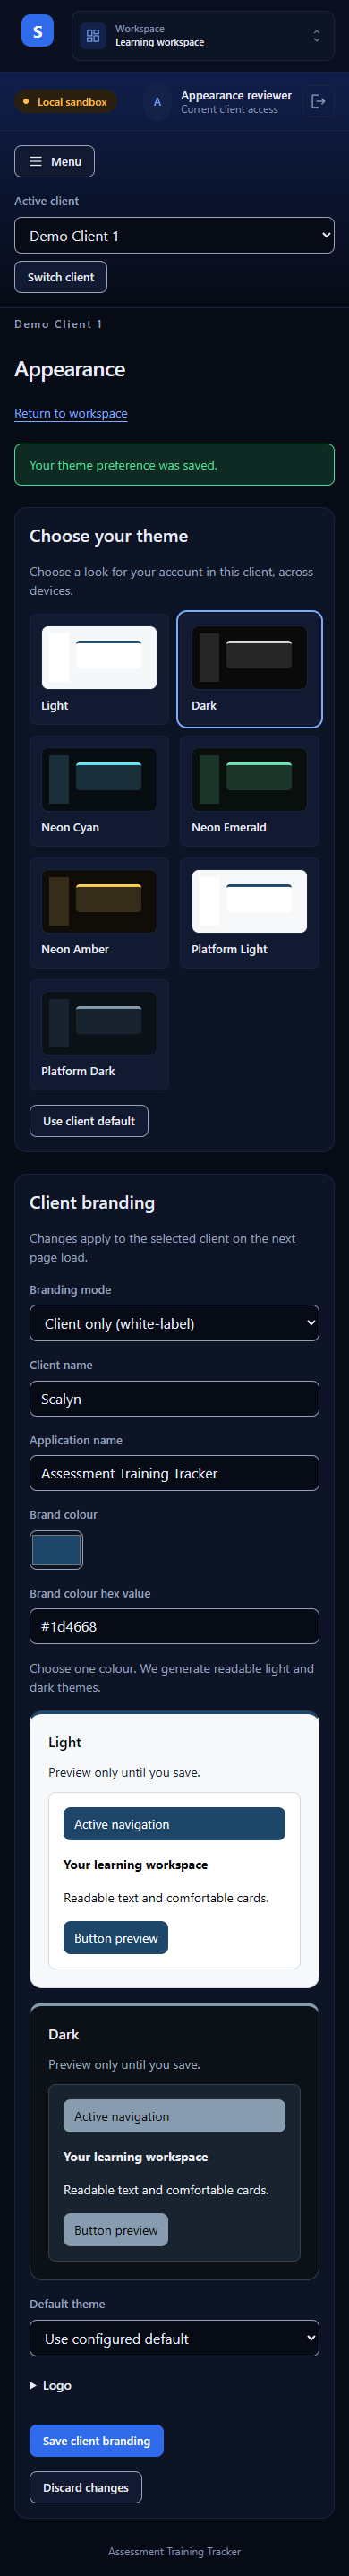 S
Workspace
Learning workspace
Local sandbox
A
Appearance reviewer
Current client access
Menu
Active client
Demo Client 1
Switch client
Demo Client 1
Appearance
Return to workspace
Your theme preference was saved.
Choose your theme
Choose a look for your account in this client, across
devices.
Light
Dark
Neon Cyan
Neon Emerald
Neon Amber
Platform Light
Platform Dark
Use client default
Client branding
Changes apply to the selected client on the next
page load.
Branding mode
Client only (white-label)
Client name
Scalyn
Application name
Assessment Training Tracker
Brand colour
Brand colour hex value
#1d4668
Choose one colour. We generate readable light and
dark themes.
Light
Preview only until you save.
Active navigation
Your learning workspace
Readable text and comfortable cards.
Button preview
Dark
Preview only until you save.
Active navigation
Your learning workspace
Readable text and comfortable cards.
Button preview
Default theme
Use configured default
Logo
Save client branding
Discard changes
Assessment Training Tracker